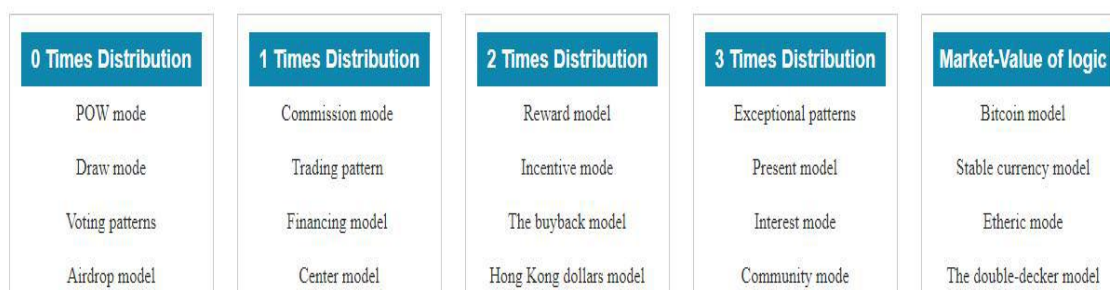 0 Times Distribution
POW mode
Draw mode
Voting patterns
Airdrop model
1 Times Distribution
Commission mode
Trading pattern
Financing model
Center model
2 Times Distribution
Reward model
Incentive mode
The buyback model
Hong Kong dollars model
3 Times Distribution
Exceptional patterns
Present model
Interest mode
Community mode
Market-Value of logic
Bitcoin model
Stable currency model
Etheric mode
The double-decker model